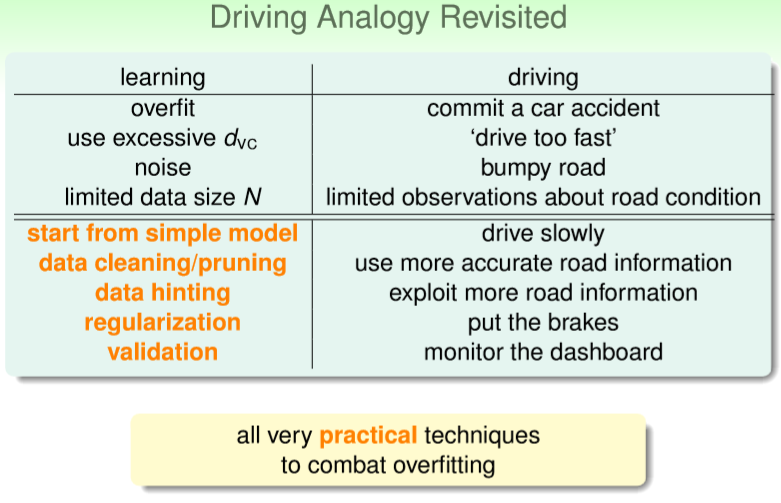 Driving Analogy Revisited
learning driving
overfit commit a car accident
use excessive dVC ‘drive too fast’
noise bumpy road
limited data size N limited observations about road condition
start from simple model drive slowly
data cleaning/pruning use more accurate road information
data hinting exploit more road information
regularization put the brakes
validation monitor the dashboard
all very practical techniques
to combat overfitting